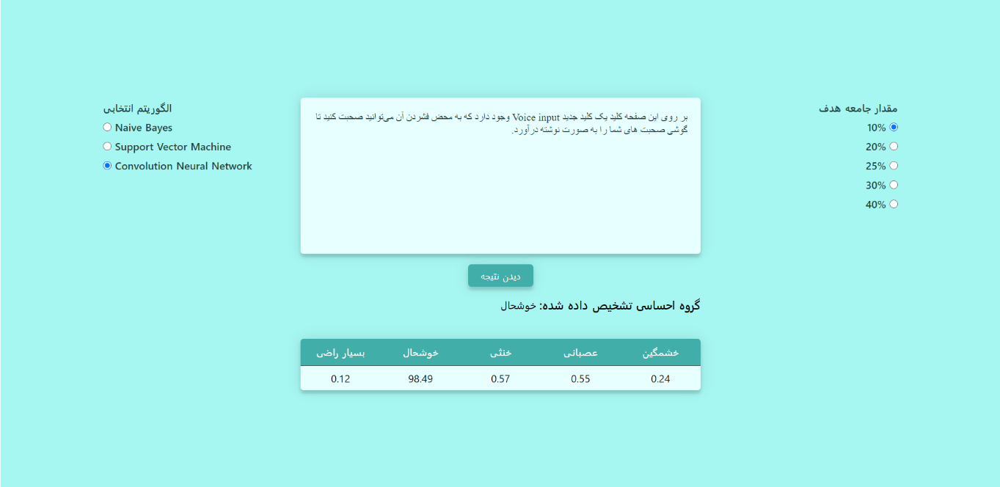 مقدار جامعه هدف
10%
20%
25%
30%
40%
بر روی این صفحه کلید یک کلید جدید Voice input وجود دارد که به محض فشردن آن می‌توانید صحبت کنید تا
گوشی صحبت های شما را به صورت نوشته درآورد.
الگوریتم انتخابی
Naive Bayes
Support Vector Machine
Convolution Neural Network
دیدن نتیجه
گروه احساسی تشخیص داده شده: خوشحال
خشمگین عصبانی خنثی خوشحال بسیار راضی
0.24 0.55 0.57 98.49 0.12